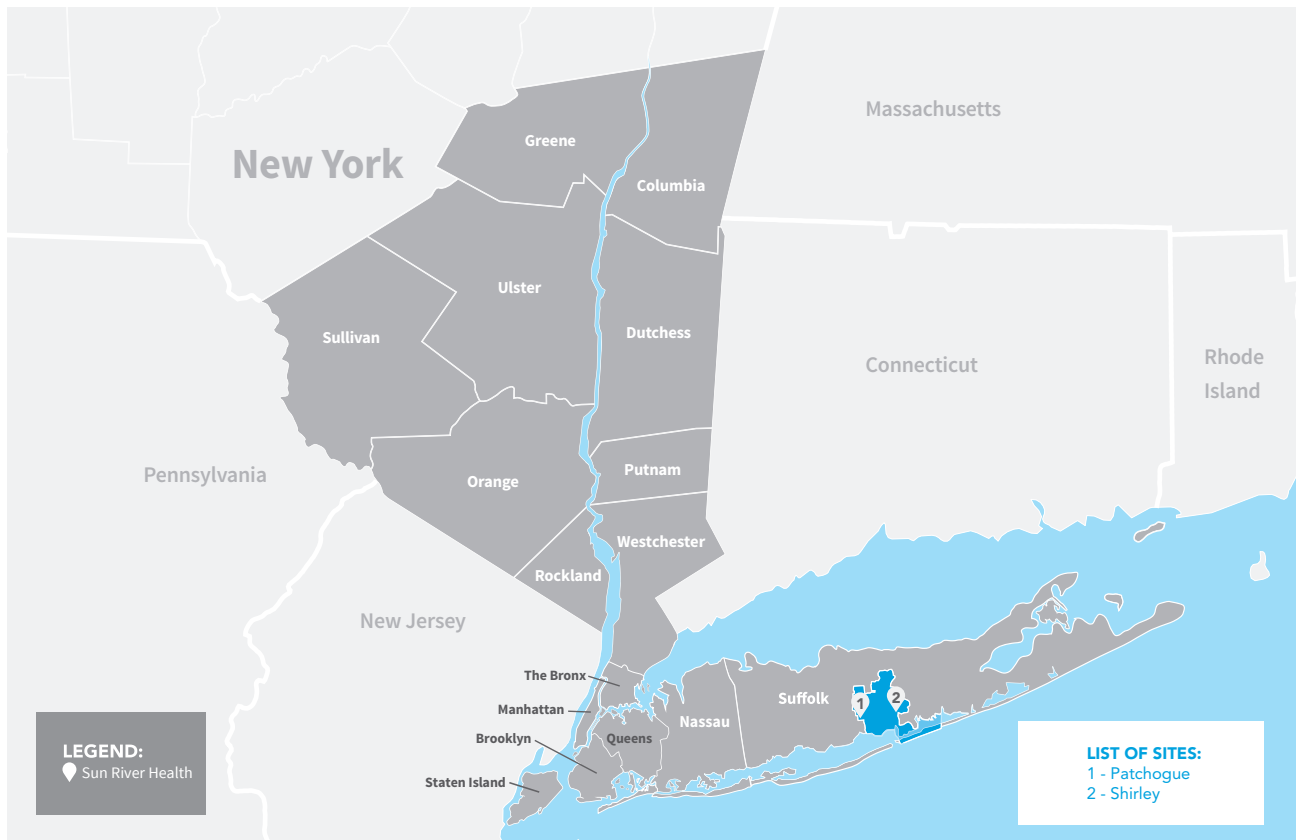 Massachusetts
Greene
New York
Columbia
Ulster
Sullivan
Dutchess
Connecticut
Rhode
Island
Pennsylvania
Putnam
Orange
Westchester
Rockland
New Jersey
The Bronx
Manhattan
Suffolk
1
2
Nassau
Brooklyn
Queens
Staten Island
LEGEND:
Sun River Health
LIST OF SITES:
1 - Patchogue
2 - Shirley